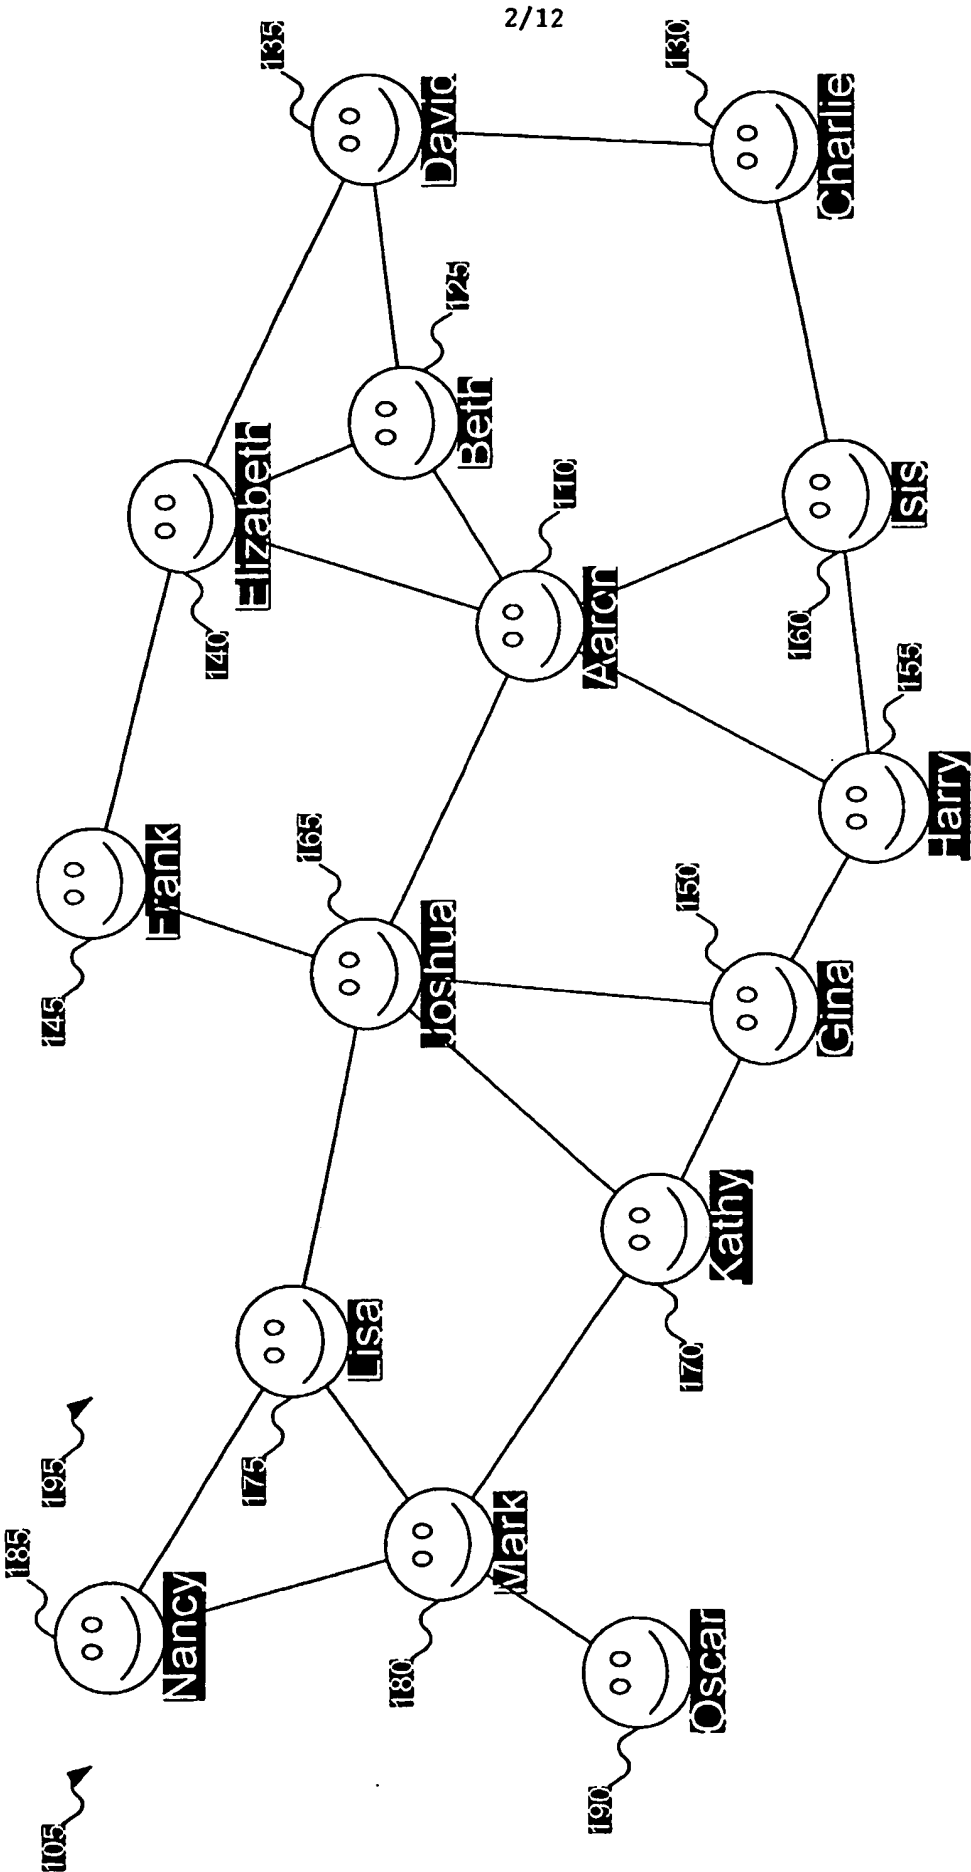 2/12
105
185
195
Nancy
190
Oscar
180
Mark
175
Lisa
170
Kathy
145
Frank
165
Joshua
150
Gina
140
Elizabeth
155
Harry
110
Aaron
160
Isis
125
Beth
135
David
130
Charlie